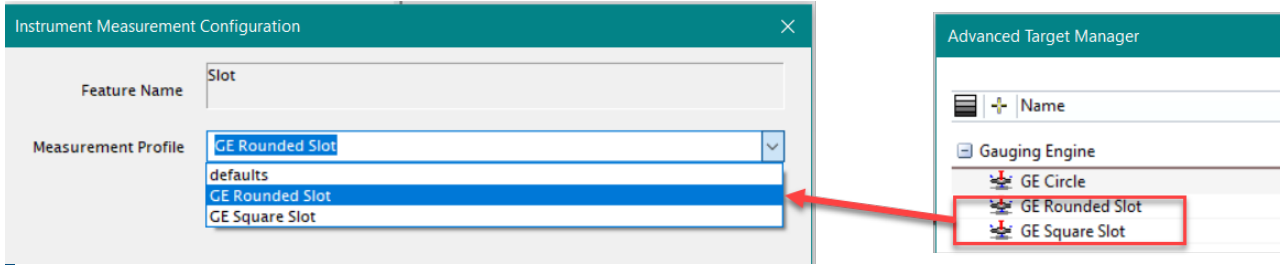 Instrument Measurement Configuration
Feature Name
Slot
Measurement Profile
GE Rounded Slot
defaults
GE Rounded Slot
GE Square Slot
Advanced Target Manager
Name
Gauging Engine
GE Circle
GE Rounded Slot
GE Square Slot